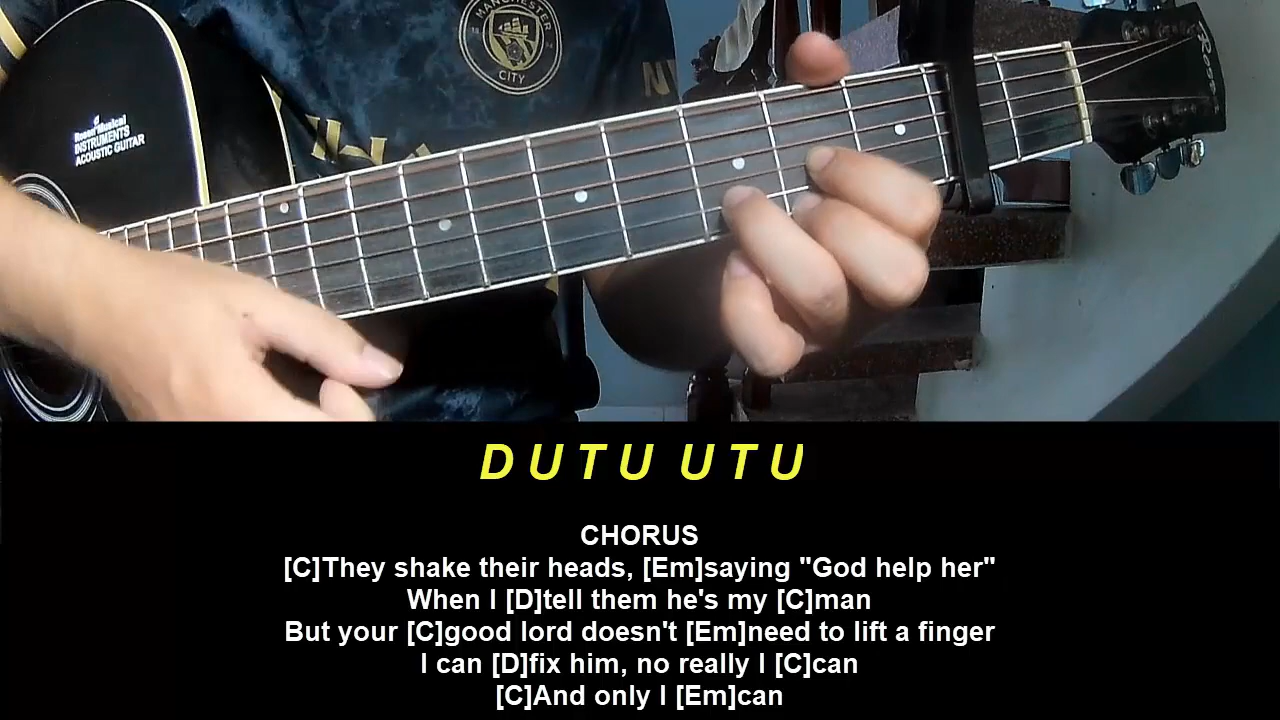 MANCHESTER
CITY
Rosen Musical
INSTRUMENTS
ACOUSTIC GUITAR
D U T U U T U
CHORUS
[C]They shake their heads, [Em]saying "God help her"
When I [D]tell them he's my [C]man
But your [C]good lord doesn't [Em]need to lift a finger
I can [D]fix him, no really I [C]can
[C]And only I [Em]can